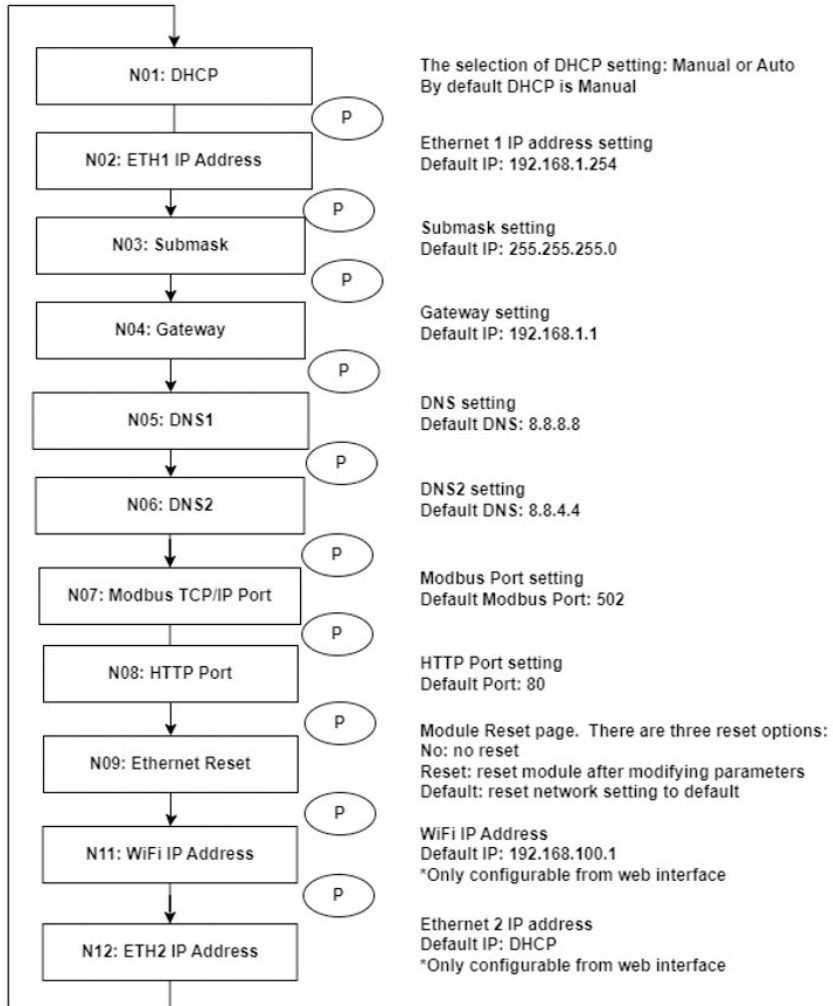 N01: DHCP
The selection of DHCP setting: Manual or Auto
By default DHCP is Manual
P
N02: ETH1 IP Address
Ethernet 1 IP address setting
Default IP: 192.168.1.254
P
N03: Submask
Submask setting
Default IP: 255.255.255.0
P
N04: Gateway
Gateway setting
Default IP: 192.168.1.1
P
N05: DNS1
DNS setting
Default DNS: 8.8.8.8
P
N06: DNS2
DNS2 setting
Default DNS: 8.8.4.4
P
N07: Modbus TCP/IP Port
Modbus Port setting
Default Modbus Port: 502
P
N08: HTTP Port
HTTP Port setting
Default Port: 80
P
N09: Ethernet Reset
Module Reset page. There are three reset options:
No: no reset
Reset: reset module after modifying parameters
Default: reset network setting to default
P
N11: WiFi IP Address
WiFi IP Address
Default IP: 192.168.100.1
*Only configurable from web interface
P
N12: ETH2 IP Address
Ethernet 2 IP address
Default IP: DHCP
*Only configurable from web interface